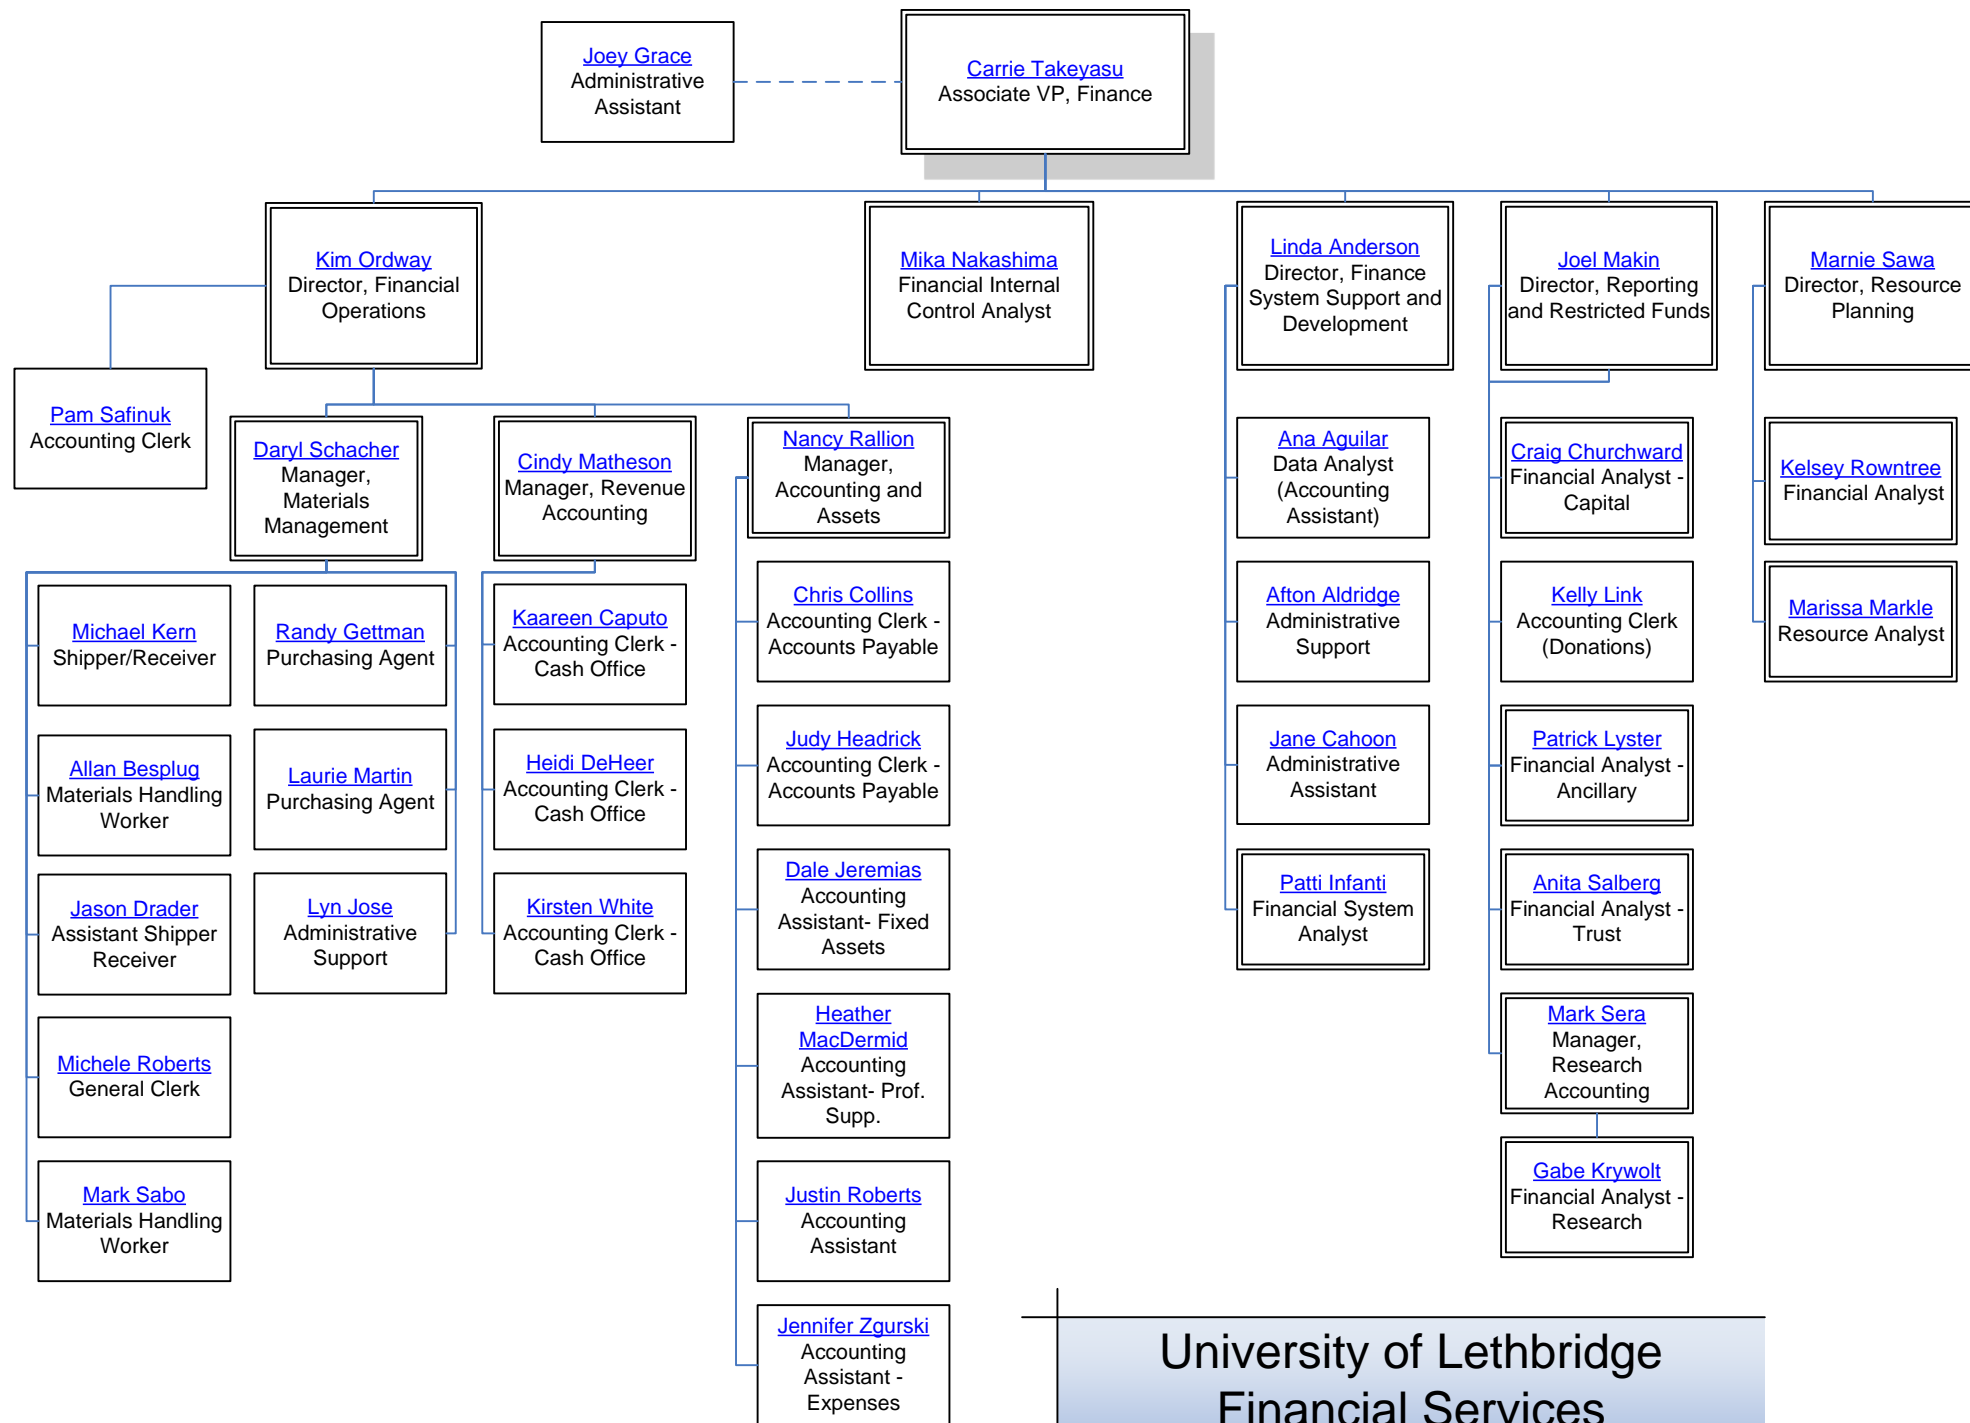 Joey Grace
Administrative
Assistant
Carrie Takeyasu
Associate VP, Finance
Kim Ordway
Director, Financial
Operations
Mika Nakashima
Financial Internal
Control Analyst
Linda Anderson
Director, Finance
System Support and
Development
Joel Makin
Director, Reporting
and Restricted Funds
Marnie Sawa
Director, Resource
Planning
Pam Safinuk
Accounting Clerk
Daryl Schacher
Manager,
Materials
Management
Cindy Matheson
Manager, Revenue
Accounting
Nancy Rallion
Manager,
Accounting and
Assets
Ana Aguilar
Data Analyst
(Accounting
Assistant)
Craig Churchward
Financial Analyst -
Capital
Kelsey Rowntree
Financial Analyst
Michael Kern
Shipper/Receiver
Randy Gettman
Purchasing Agent
Kaareen Caputo
Accounting Clerk -
Cash Office
Chris Collins
Accounting Clerk -
Accounts Payable
Afton Aldridge
Administrative
Support
Kelly Link
Accounting Clerk
(Donations)
Marissa Markle
Resource Analyst
Allan Besplug
Materials Handling
Worker
Laurie Martin
Purchasing Agent
Heidi DeHeer
Accounting Clerk -
Cash Office
Judy Headrick
Accounting Clerk -
Accounts Payable
Jane Cahoon
Administrative
Assistant
Patrick Lyster
Financial Analyst -
Ancillary
Jason Drader
Assistant Shipper
Receiver
Lyn Jose
Administrative
Support
Kirsten White
Accounting Clerk -
Cash Office
Dale Jeremias
Accounting
Assistant- Fixed
Assets
Patti Infanti
Financial System
Analyst
Anita Salberg
Financial Analyst -
Trust
Michele Roberts
General Clerk
Heather
MacDermid
Accounting
Assistant- Prof.
Supp.
Mark Sera
Manager,
Research
Accounting
Mark Sabo
Materials Handling
Worker
Justin Roberts
Accounting
Assistant
Gabe Krywolt
Financial Analyst -
Research
Jennifer Zgurski
Accounting
Assistant -
Expenses
University of Lethbridge
Financial Services